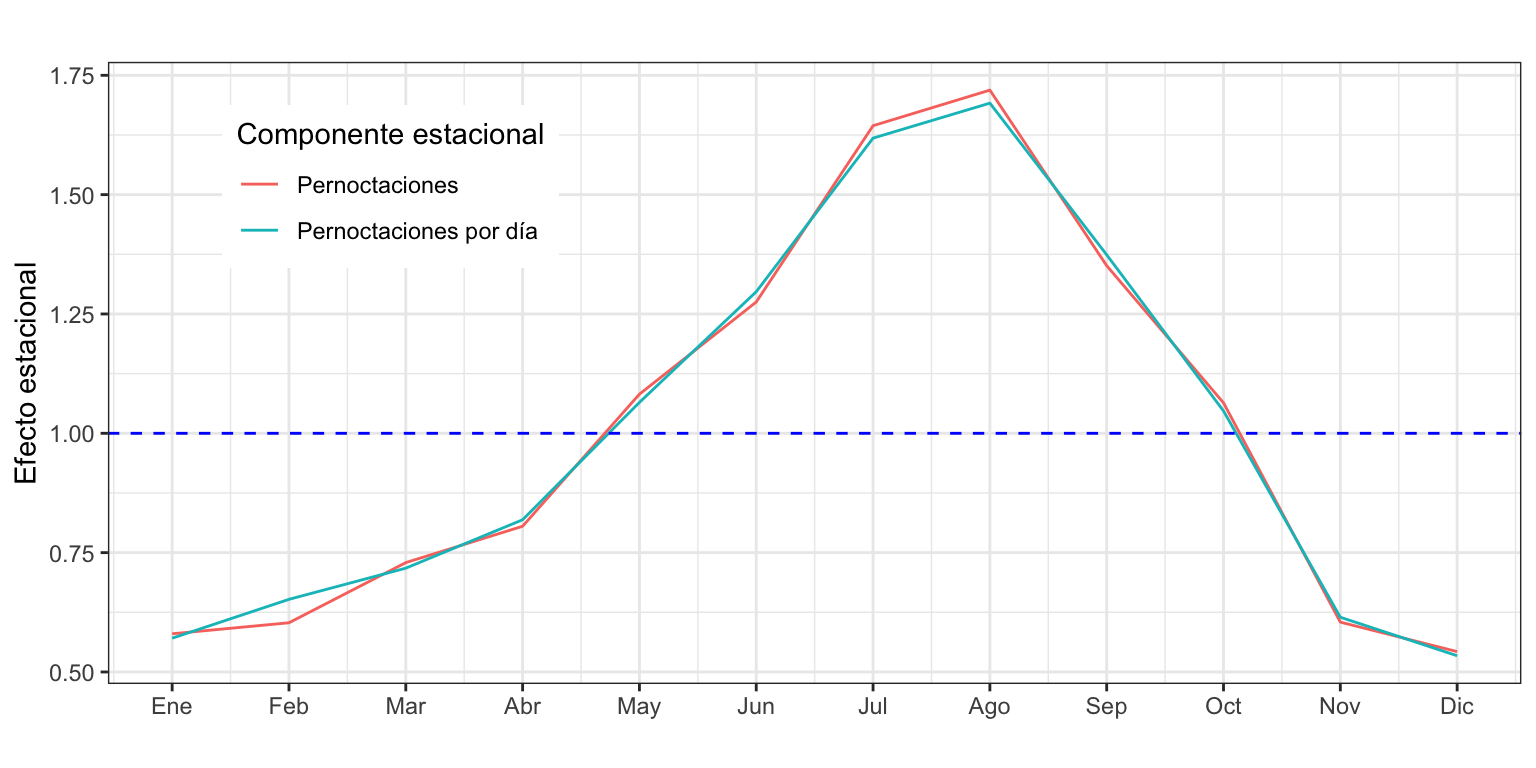 Efecto estacional
1.75
1.50
1.25
1.00
0.75
0.50
Componente estacional
Pernoctaciones
Pernoctaciones por día
Ene Feb Mar Abr May Jun Jul Ago Sep Oct Nov Dic